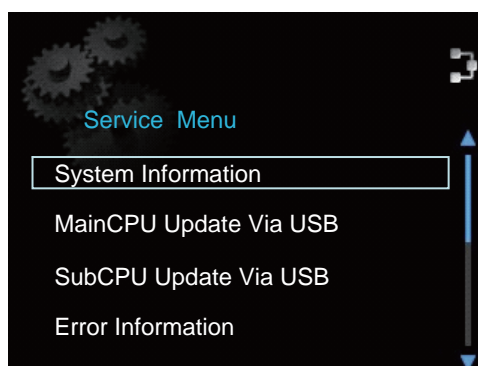 Service Menu
System Information
MainCPU Update Via USB
SubCPU Update Via USB
Error Information